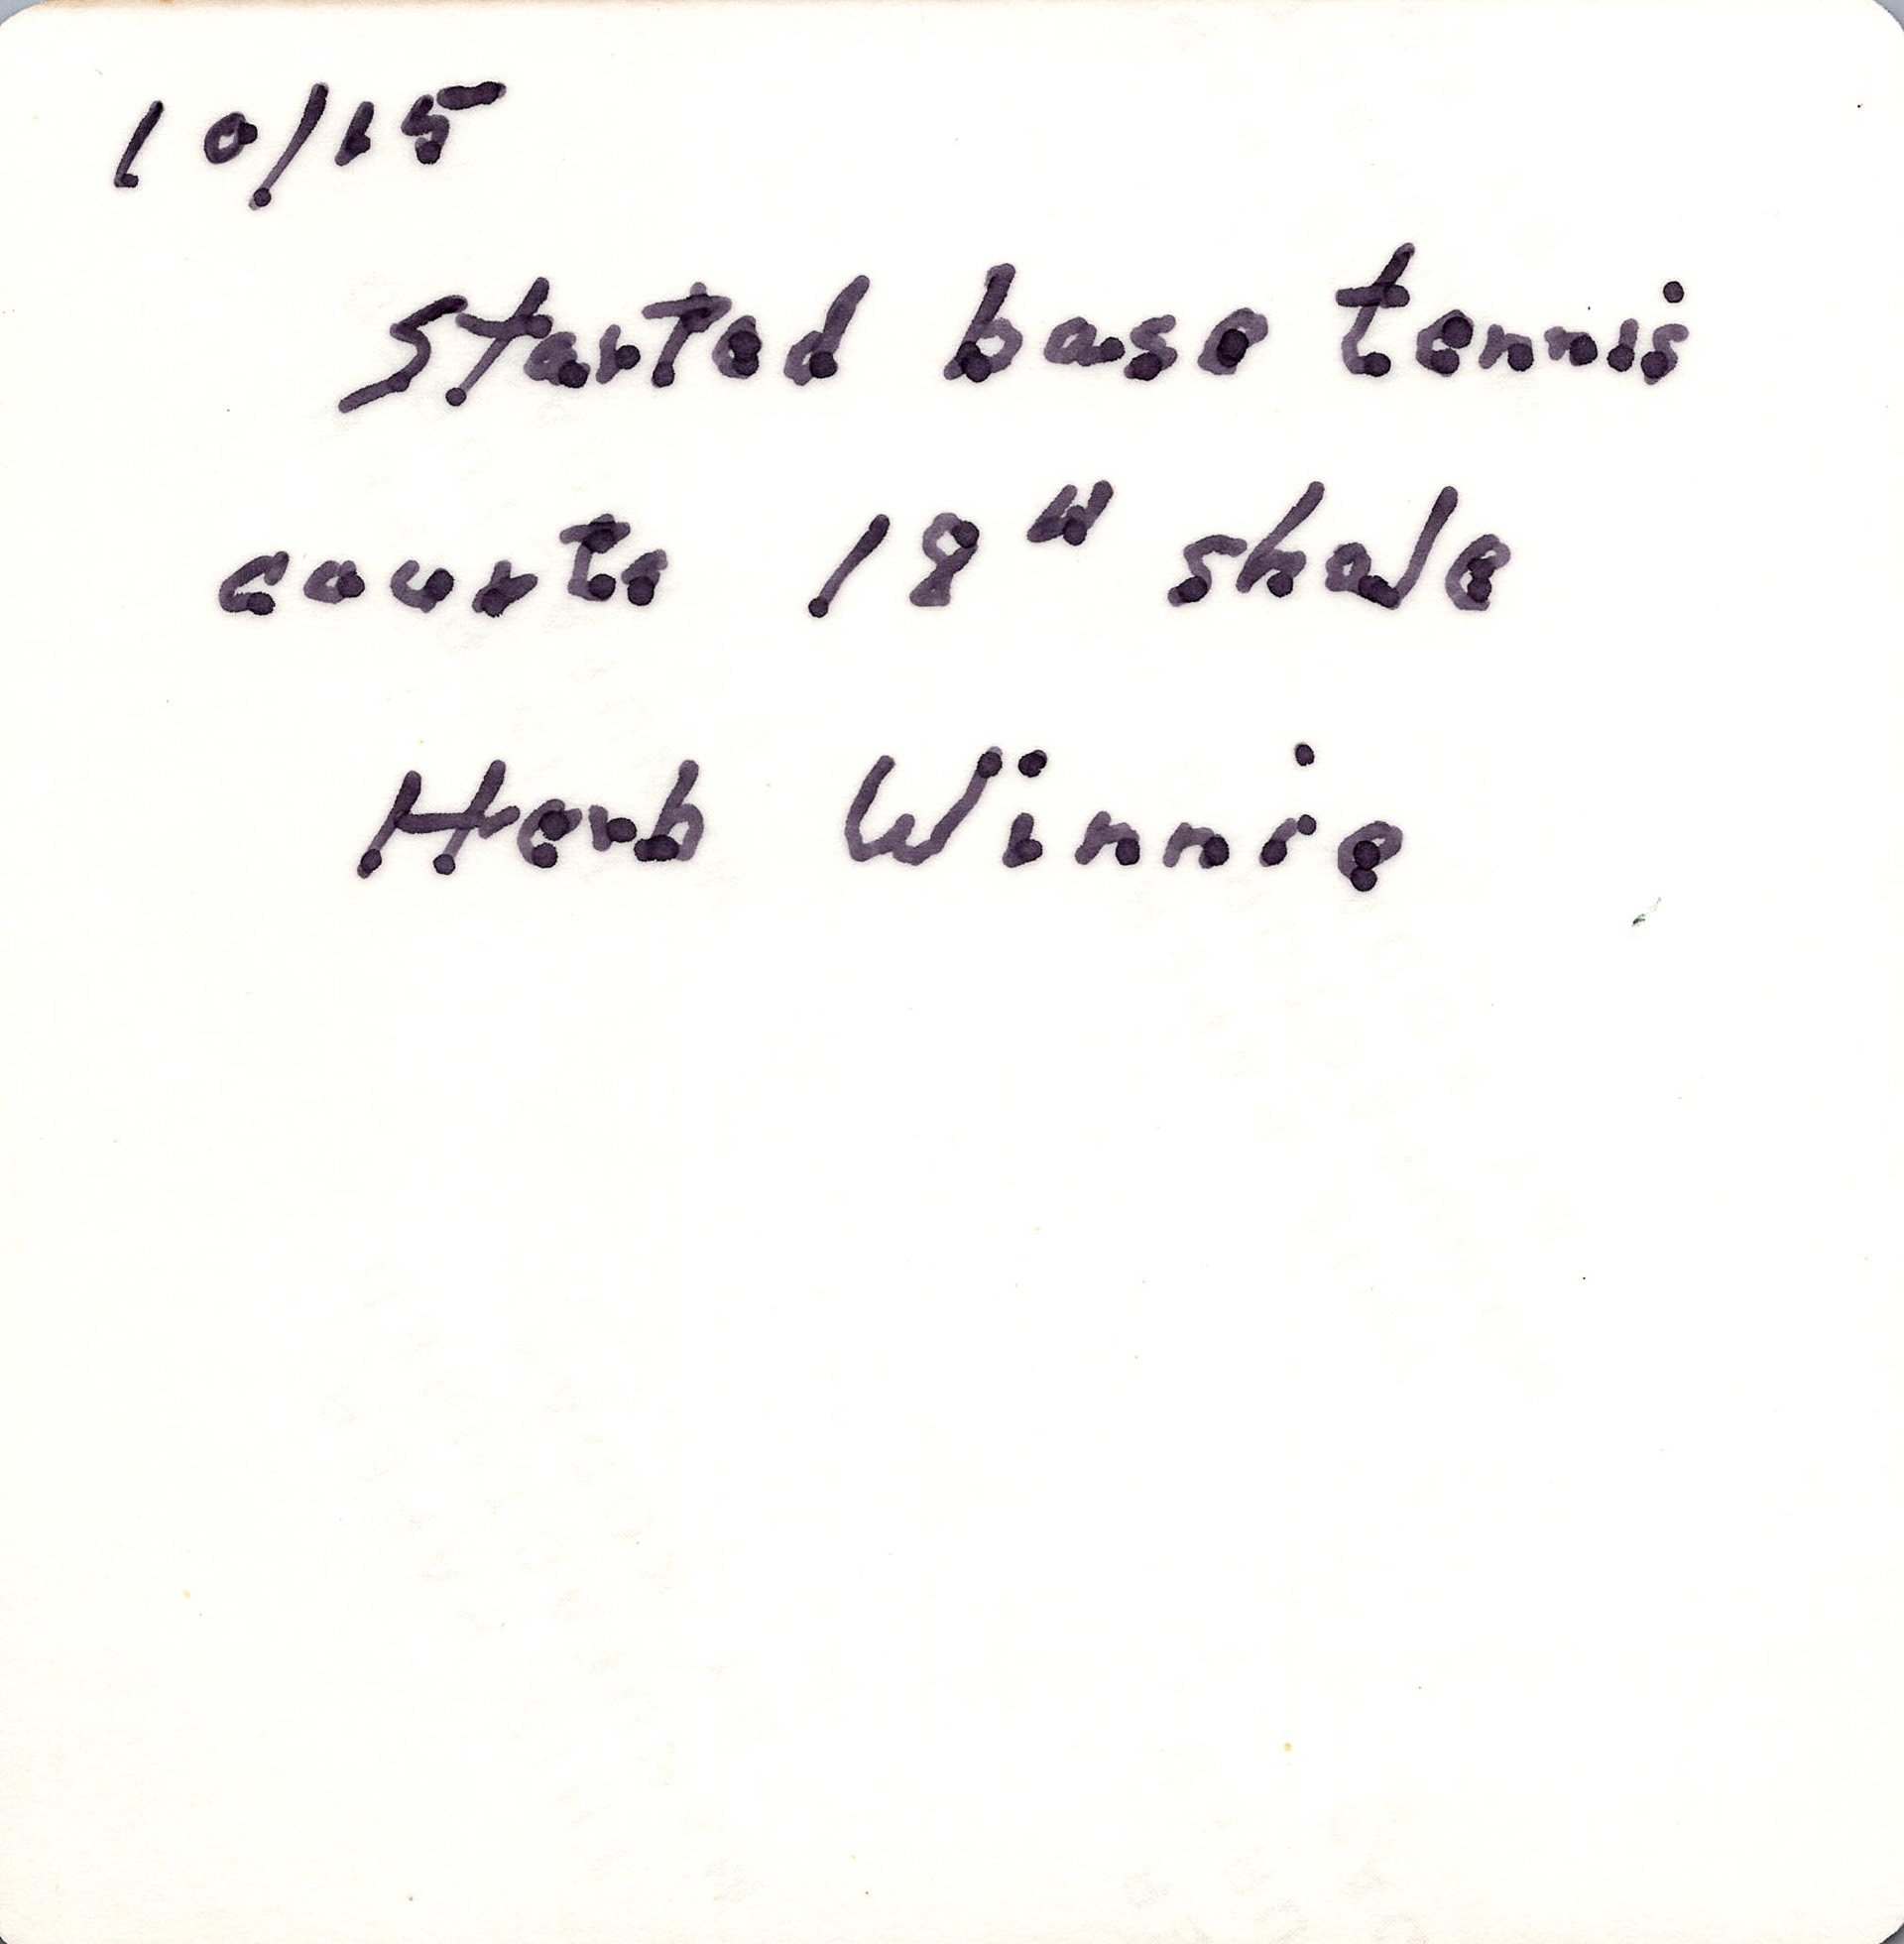 10/15
Started base tennis
courts 18" shale
Herb Winnie